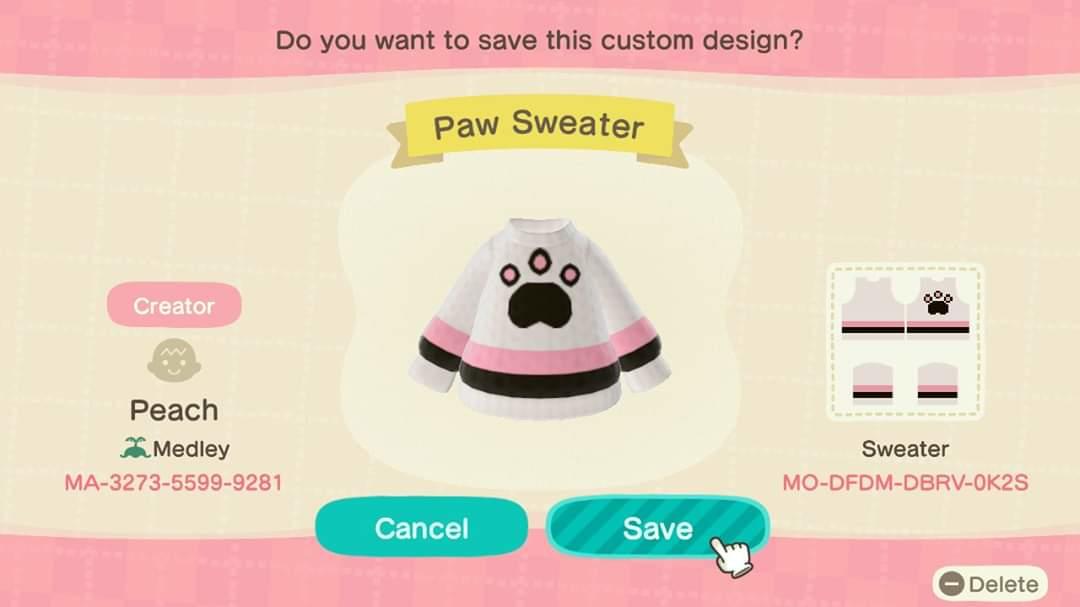 Do you want to save this custom design?
Paw Sweater
Creator
Peach
Medley
MA-3273-5599-9281
Sweater
MO-DFDM-DBRV-0K2S
Cancel
Save
Delete